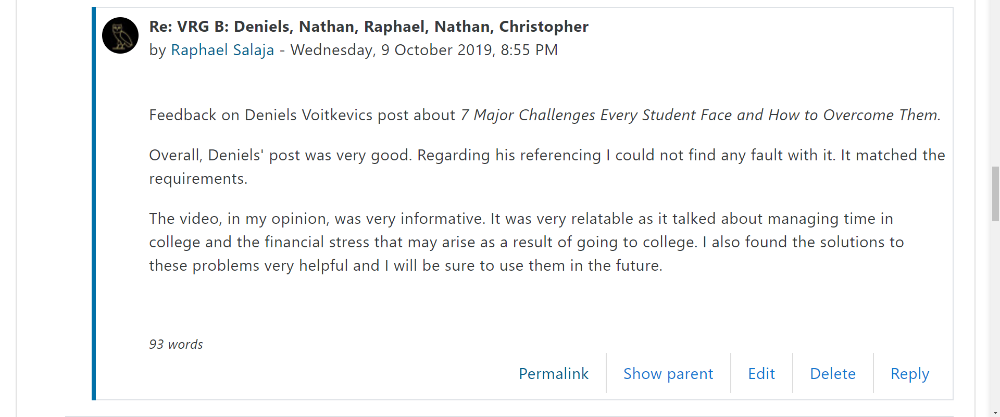 Re: VRG B: Deniels, Nathan, Raphael, Nathan, Christopher
by Raphael Salaja - Wednesday, 9 October 2019, 8:55 PM
Feedback on Deniels Voitkevics post about 7 Major Challenges Every Student Face and How to Overcome Them.
Overall, Deniels' post was very good. Regarding his referencing I could not find any fault with it. It matched the
requirements.
The video, in my opinion, was very informative. It was very relatable as it talked about managing time in
college and the financial stress that may arise as a result of going to college. I also found the solutions to
these problems very helpful and I will be sure to use them in the future.
93 words
Permalink Show parent Edit Delete Reply